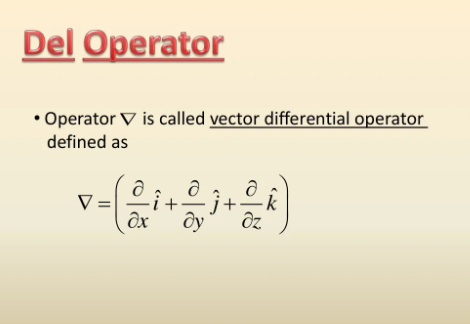 Del Operator
• Operator ∇ is called vector differential operator
defined as
∇ = ( ∂/∂x î + ∂/∂y ĵ + ∂/∂z k̂ )